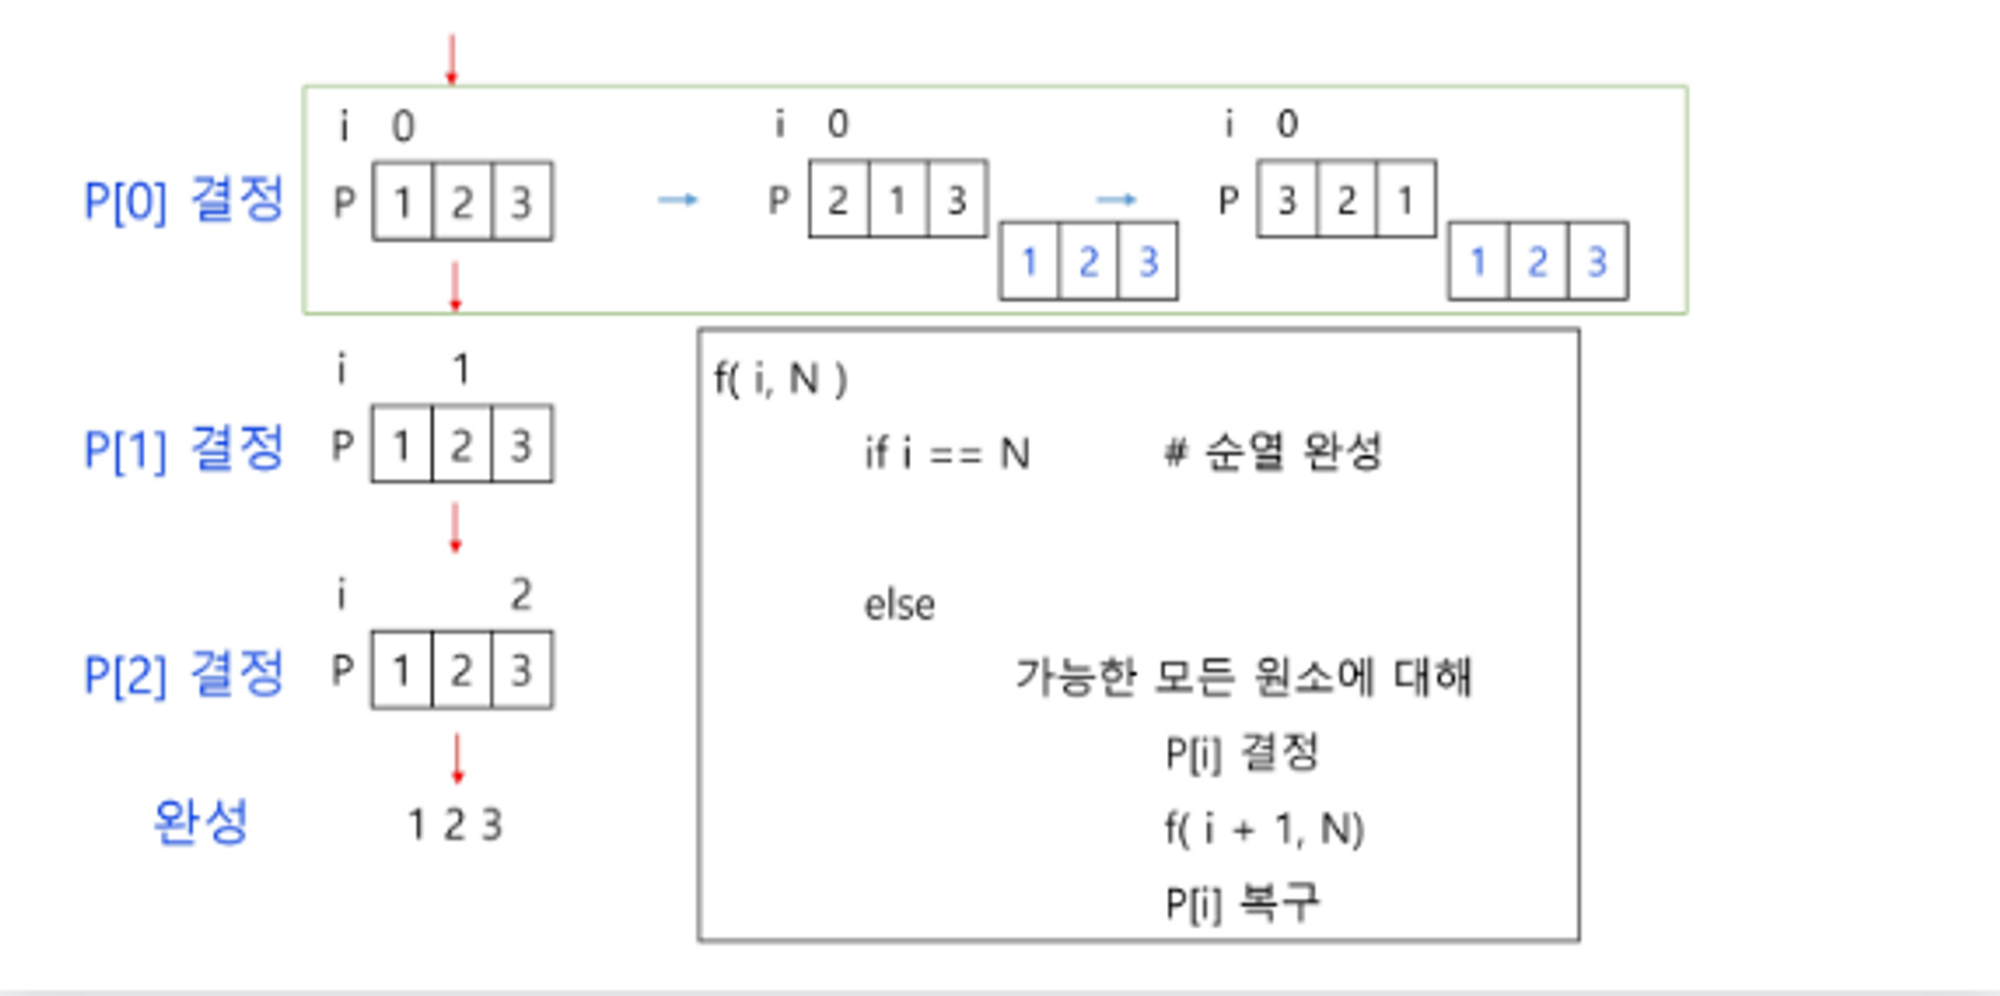 i 0 i 0 i 0
P[0] 결정 P 1 2 3 P 2 1 3 P 3 2 1
1 2 3 1 2 3
i 1
P[1] 결정 P 1 2 3
i 2
P[2] 결정 P 1 2 3
완성 1 2 3
f( i, N )
if i == N # 순열 완성
else
가능한 모든 원소에 대해
P[i] 결정
f( i + 1, N)
P[i] 복구